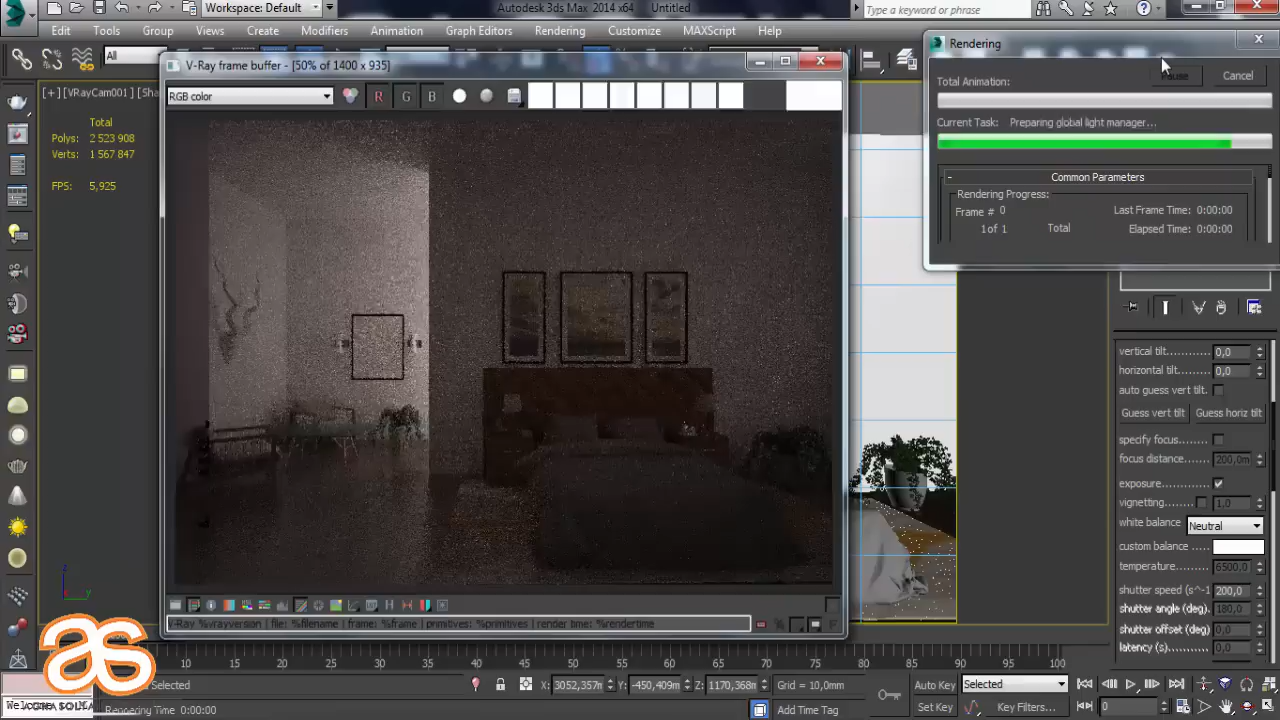 Workspace: Default
Autodesk 3ds Max 2014 x64
Untitled
Type a keyword or phrase
Edit
Tools
Group
Views
Create
Modifiers
Animation
Graph Editors
Rendering
Customize
MAXScript
Help
All
V-Ray frame buffer - [50% of 1400 x 935]
RGB color
R
G
B
Rendering
Pause
Cancel
Total Animation:
Current Task: Preparing global light manager...
Common Parameters
Rendering Progress:
Frame # 0
Last Frame Time: 0:00:00
1 of 1
Total
Elapsed Time: 0:00:00
[+] [VRayCam001] [Sha
Total
Polys: 2 523 908
Verts: 1 567 847
FPS: 5,925
vertical tilt 0,0
horizontal tilt 0,0
auto guess vert tilt
Guess vert tilt
Guess horiz tilt
specify focus
focus distance 200,0m
exposure
vignetting 1,0
white balance Neutral
custom balance
temperature 6500,0
shutter speed (s^-1 200,0
shutter angle (deg) 180,0
shutter offset (deg) 0,0
latency (s) 0,0
z
y
V-Ray %vrayversion | file: %filename | frame: %frame | primitives: %primitives | render time: %rendertime
as
10 15 20 25 30 35 40 45 50 55 60 65 70 75 80 85 90 95 100
Selected
X: 3052,357m
Y: -450,409m
Z: 1170,368m
Grid = 10,0mm
Auto Key
Selected
Rendering Time 0:00:00
Add Time Tag
Set Key
Key Filters...
0